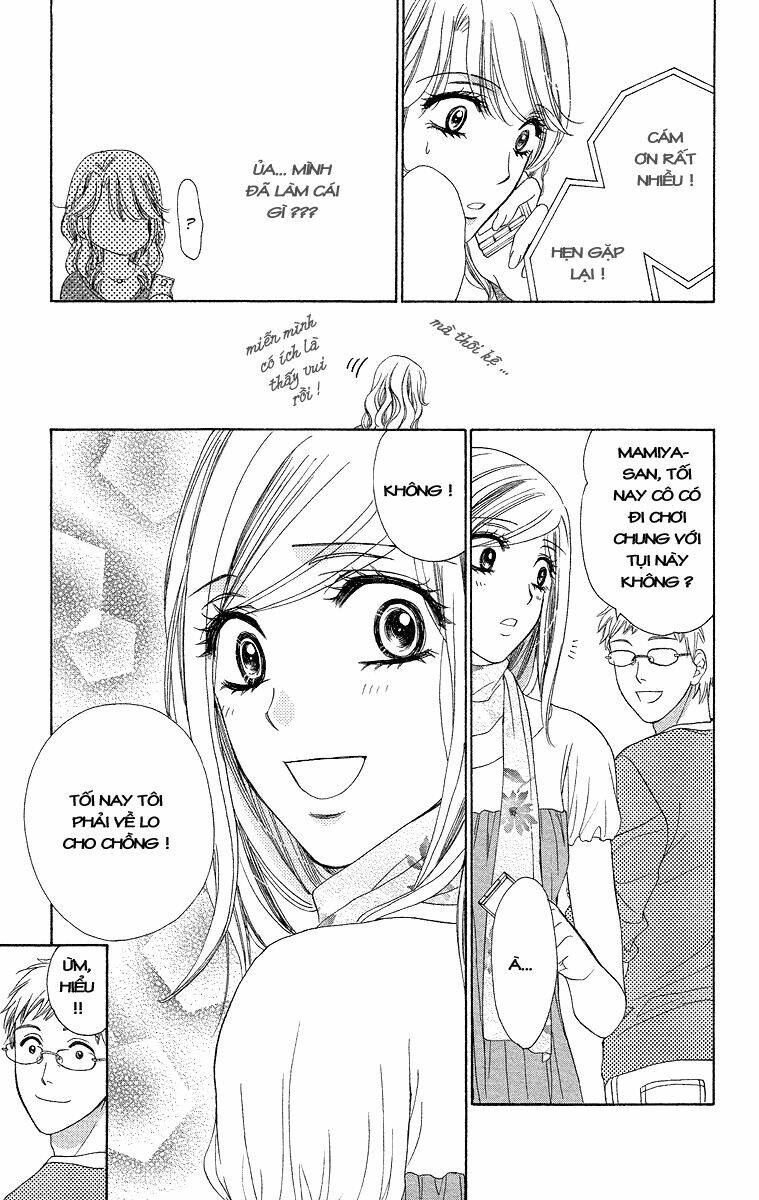 CÁM
ƠN RẤT
NHIỀU !
HẸN GẶP
LẠI !
ỦA... MÌNH
ĐÃ LÀM CÁI
GÌ ???
?
mà thôi kệ ...
miễn mình
có ích là
thấy vui
rồi !
MAMIYA-
SAN, TỐI
NAY CÔ CÓ
ĐI CHƠI
CHUNG VỚI
TỤI NÀY
KHÔNG ?
À...
KHÔNG !
TỐI NAY TÔI
PHẢI VỀ LO
CHO CHỒNG !
ỪM,
HIỂU
!!